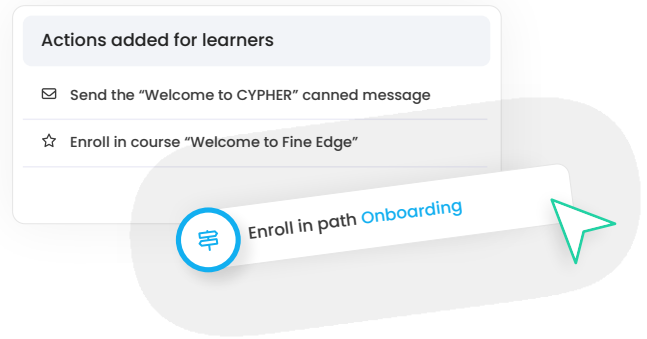 Actions added for learners
Send the “Welcome to CYPHER” canned message
Enroll in course “Welcome to Fine Edge”
Enroll in path Onboarding